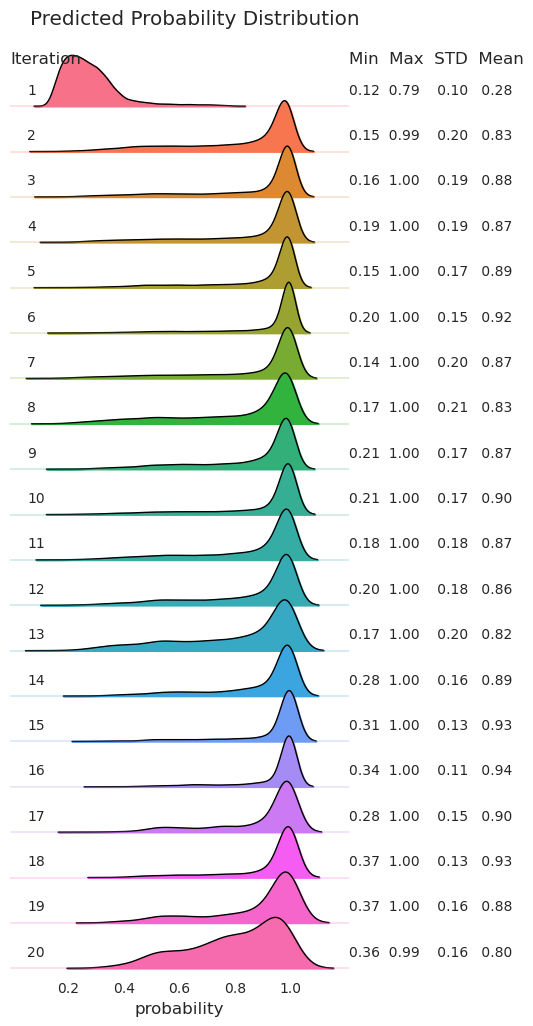 Predicted Probability Distribution
Iteration Min Max STD Mean
1 0.12 0.79 0.10 0.28
2 0.15 0.99 0.20 0.83
3 0.16 1.00 0.19 0.88
4 0.19 1.00 0.19 0.87
5 0.15 1.00 0.17 0.89
6 0.20 1.00 0.15 0.92
7 0.14 1.00 0.20 0.87
8 0.17 1.00 0.21 0.83
9 0.21 1.00 0.17 0.87
10 0.21 1.00 0.17 0.90
11 0.18 1.00 0.18 0.87
12 0.20 1.00 0.18 0.86
13 0.17 1.00 0.20 0.82
14 0.28 1.00 0.16 0.89
15 0.31 1.00 0.13 0.93
16 0.34 1.00 0.11 0.94
17 0.28 1.00 0.15 0.90
18 0.37 1.00 0.13 0.93
19 0.37 1.00 0.16 0.88
20 0.36 0.99 0.16 0.80
0.2 0.4 0.6 0.8 1.0
probability